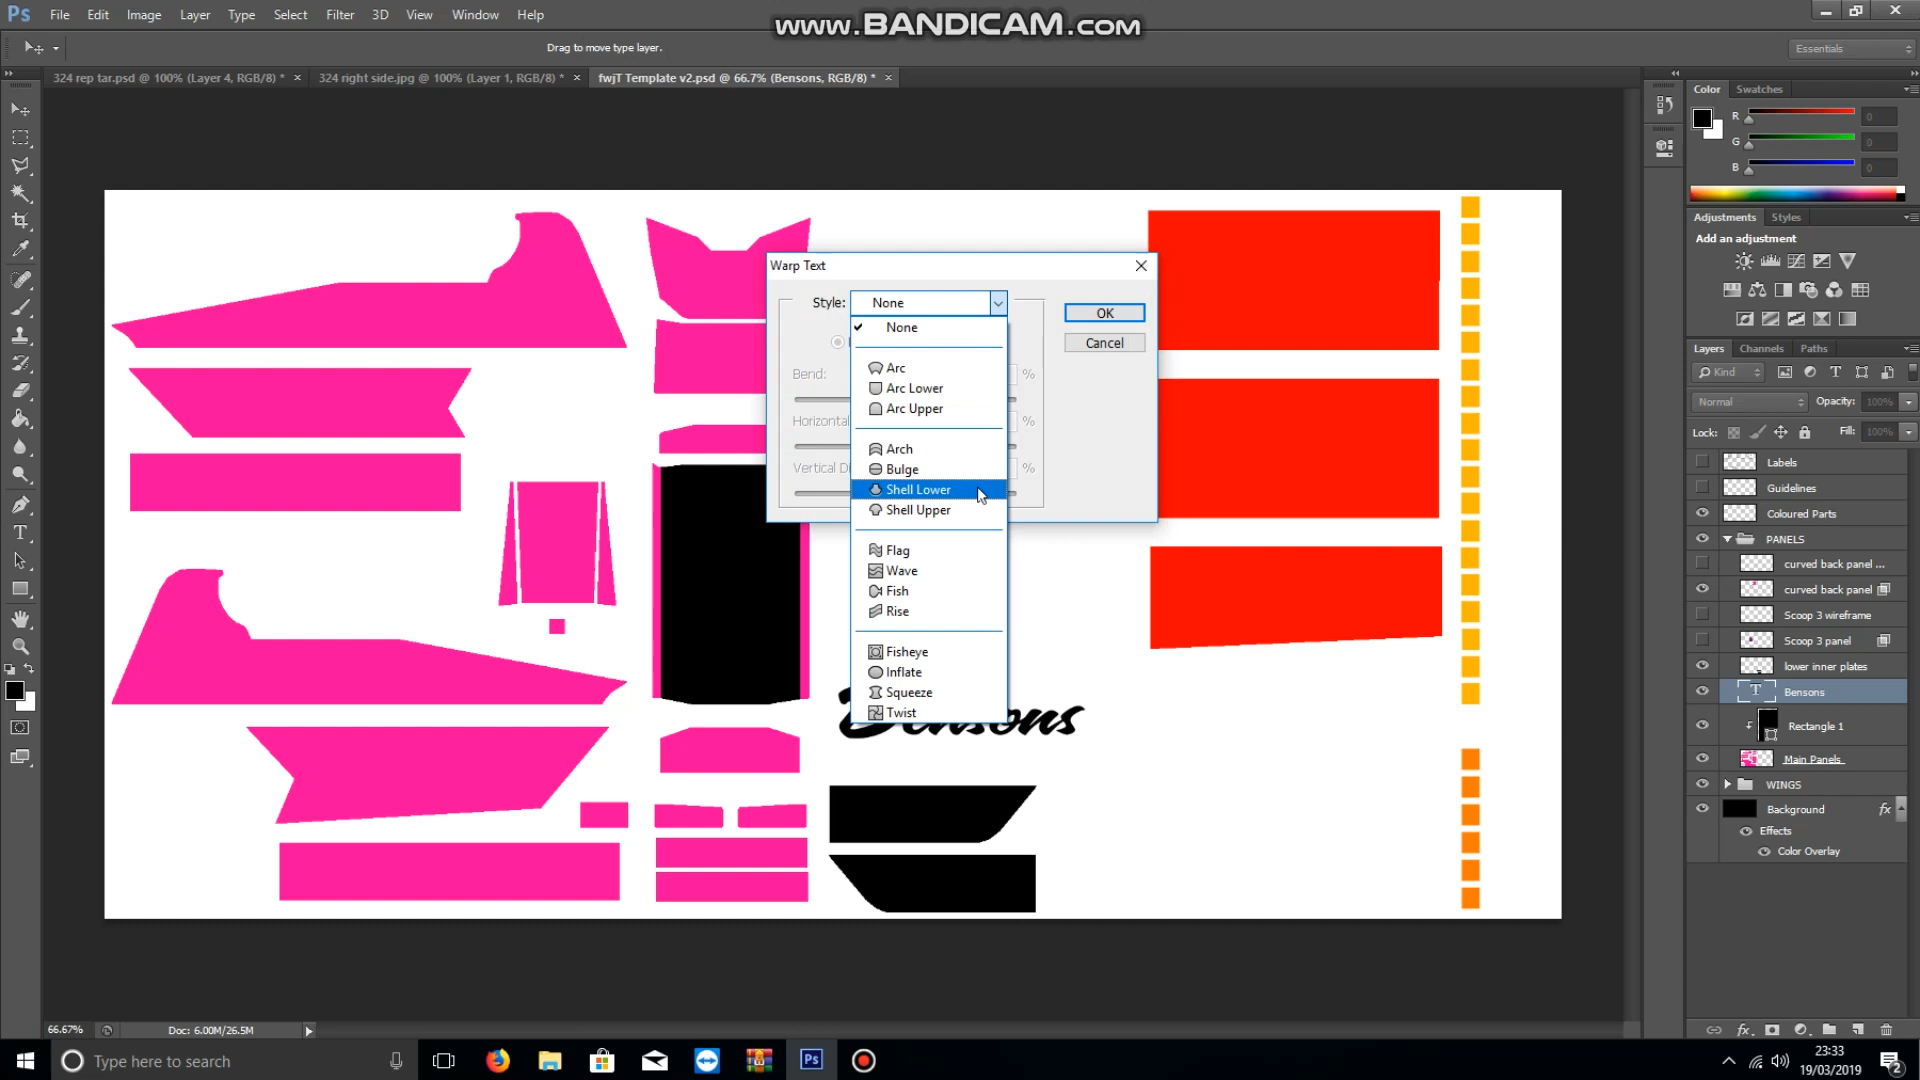 Ps File Edit Image Layer Type Select Filter 3D View Window Help
www.BANDICAM.com
Drag to move type layer.
Essentials
324 rep tar.psd @ 100% (Layer 4, RGB/8) * ×
324 right side.jpg @ 100% (Layer 1, RGB/8) * ×
fwjT Template v2.psd @ 66.7% (Bensons, RGB/8) * ×
Color Swatches
R 0
G 0
B 0
Adjustments Styles
Add an adjustment
Warp Text
Style: None
OK
Cancel
None
Arc
Arc Lower
Arc Upper
Arch
Bulge
Shell Lower
Shell Upper
Flag
Wave
Fish
Rise
Fisheye
Inflate
Squeeze
Twist
Bend: %
Horizontal %
Vertical D %
Bensons
Layers Channels Paths
Kind
Normal Opacity: 100%
Lock: Fill: 100%
Labels
Guidelines
Coloured Parts
PANELS
curved back panel ...
curved back panel
Scoop 3 wireframe
Scoop 3 panel
lower inner plates
Bensons
Rectangle 1
Main Panels
WINGS
Background fx
Effects
Color Overlay
66.67% Doc: 6.00M/26.5M
Type here to search
23:33
19/03/2019
2